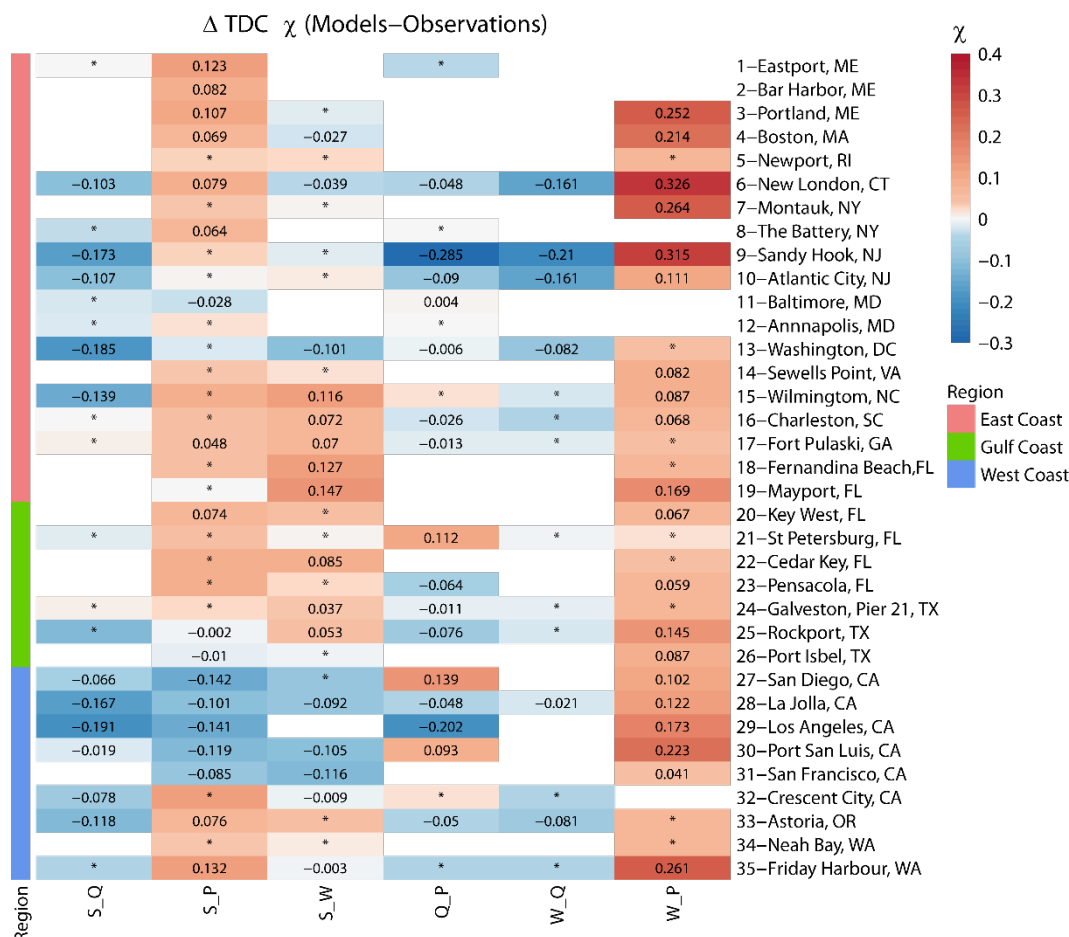 Δ TDC χ (Models−Observations)
* 0.123 * 1−Eastport, ME
0.082 2−Bar Harbor, ME
0.107 * 0.252 3−Portland, ME
0.069 −0.027 0.214 4−Boston, MA
* * * 5−Newport, RI
−0.103 0.079 −0.039 −0.048 −0.161 0.326 6−New London, CT
* * 0.264 7−Montauk, NY
* 0.064 * 8−The Battery, NY
−0.173 * * −0.285 −0.21 0.315 9−Sandy Hook, NJ
−0.107 * * −0.09 −0.161 0.111 10−Atlantic City, NJ
* −0.028 0.004 11−Baltimore, MD
* * * 12−Annnapolis, MD
−0.185 * −0.101 −0.006 −0.082 * 13−Washington, DC
* * 0.082 14−Sewells Point, VA
−0.139 * 0.116 * * 0.087 15−Wilmingtom, NC
* * 0.072 −0.026 * 0.068 16−Charleston, SC
* 0.048 0.07 −0.013 * * 17−Fort Pulaski, GA
* 0.127 * 18−Fernandina Beach,FL
* 0.147 0.169 19−Mayport, FL
0.074 * 0.067 20−Key West, FL
* * * 0.112 * * 21−St Petersburg, FL
* 0.085 * 22−Cedar Key, FL
* * −0.064 0.059 23−Pensacola, FL
* * 0.037 −0.011 * * 24−Galveston, Pier 21, TX
* −0.002 0.053 −0.076 * 0.145 25−Rockport, TX
−0.01 * 0.087 26−Port Isbel, TX
−0.066 −0.142 * 0.139 0.102 27−San Diego, CA
−0.167 −0.101 −0.092 −0.048 −0.021 0.122 28−La Jolla, CA
−0.191 −0.141 −0.202 0.173 29−Los Angeles, CA
−0.019 −0.119 −0.105 0.093 0.223 30−Port San Luis, CA
−0.085 −0.116 0.041 31−San Francisco, CA
−0.078 * −0.009 * * 32−Crescent City, CA
−0.118 0.076 * −0.05 −0.081 * 33−Astoria, OR
* * * 34−Neah Bay, WA
* 0.132 −0.003 * * 0.261 35−Friday Harbour, WA
Region S_Q S_P S_W Q_P W_Q W_P
χ
0.4
0.3
0.2
0.1
0
−0.1
−0.2
−0.3
Region
East Coast
Gulf Coast
West Coast